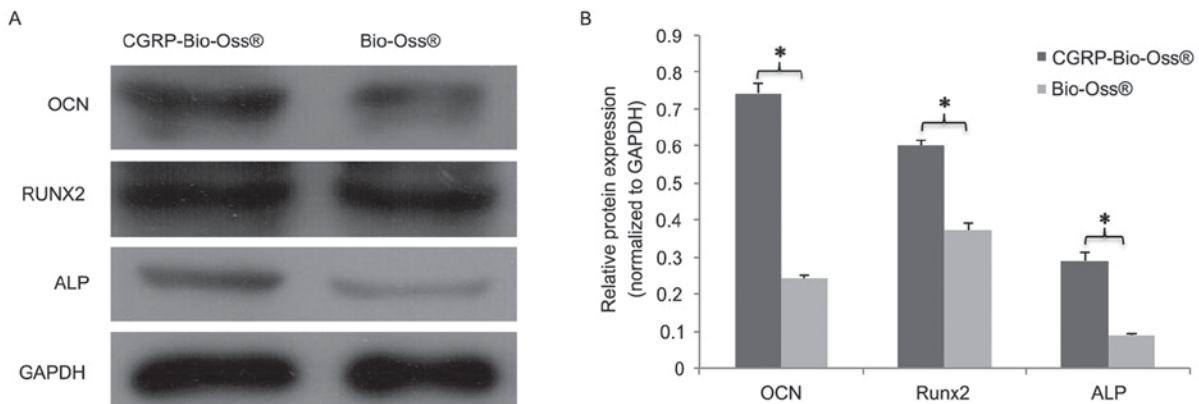 A
CGRP-Bio-Oss® Bio-Oss®
OCN
RUNX2
ALP
GAPDH
B
Relative protein expression
(normalized to GAPDH)
0.9
0.8
0.7
0.6
0.5
0.4
0.3
0.2
0.1
0
*
*
*
CGRP-Bio-Oss®
Bio-Oss®
OCN Runx2 ALP